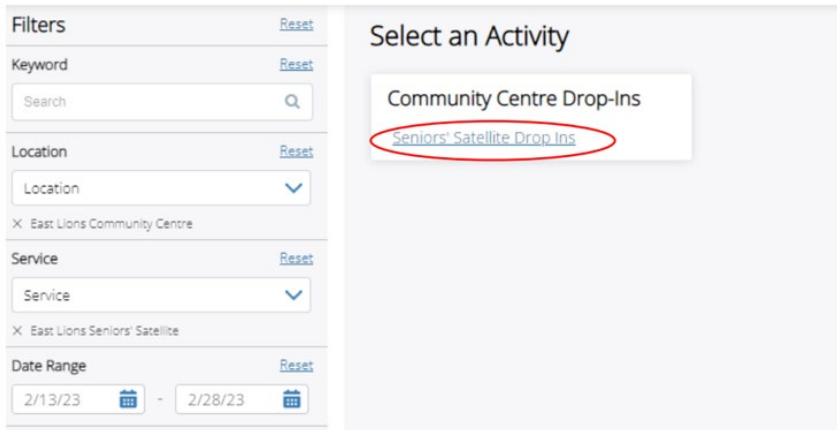 Filters Reset
Keyword Reset
Search
Location Reset
Location
× East Lions Community Centre
Service Reset
Service
× East Lions Seniors' Satellite
Date Range Reset
2/13/23 - 2/28/23
Select an Activity
Community Centre Drop-Ins
Seniors' Satellite Drop Ins